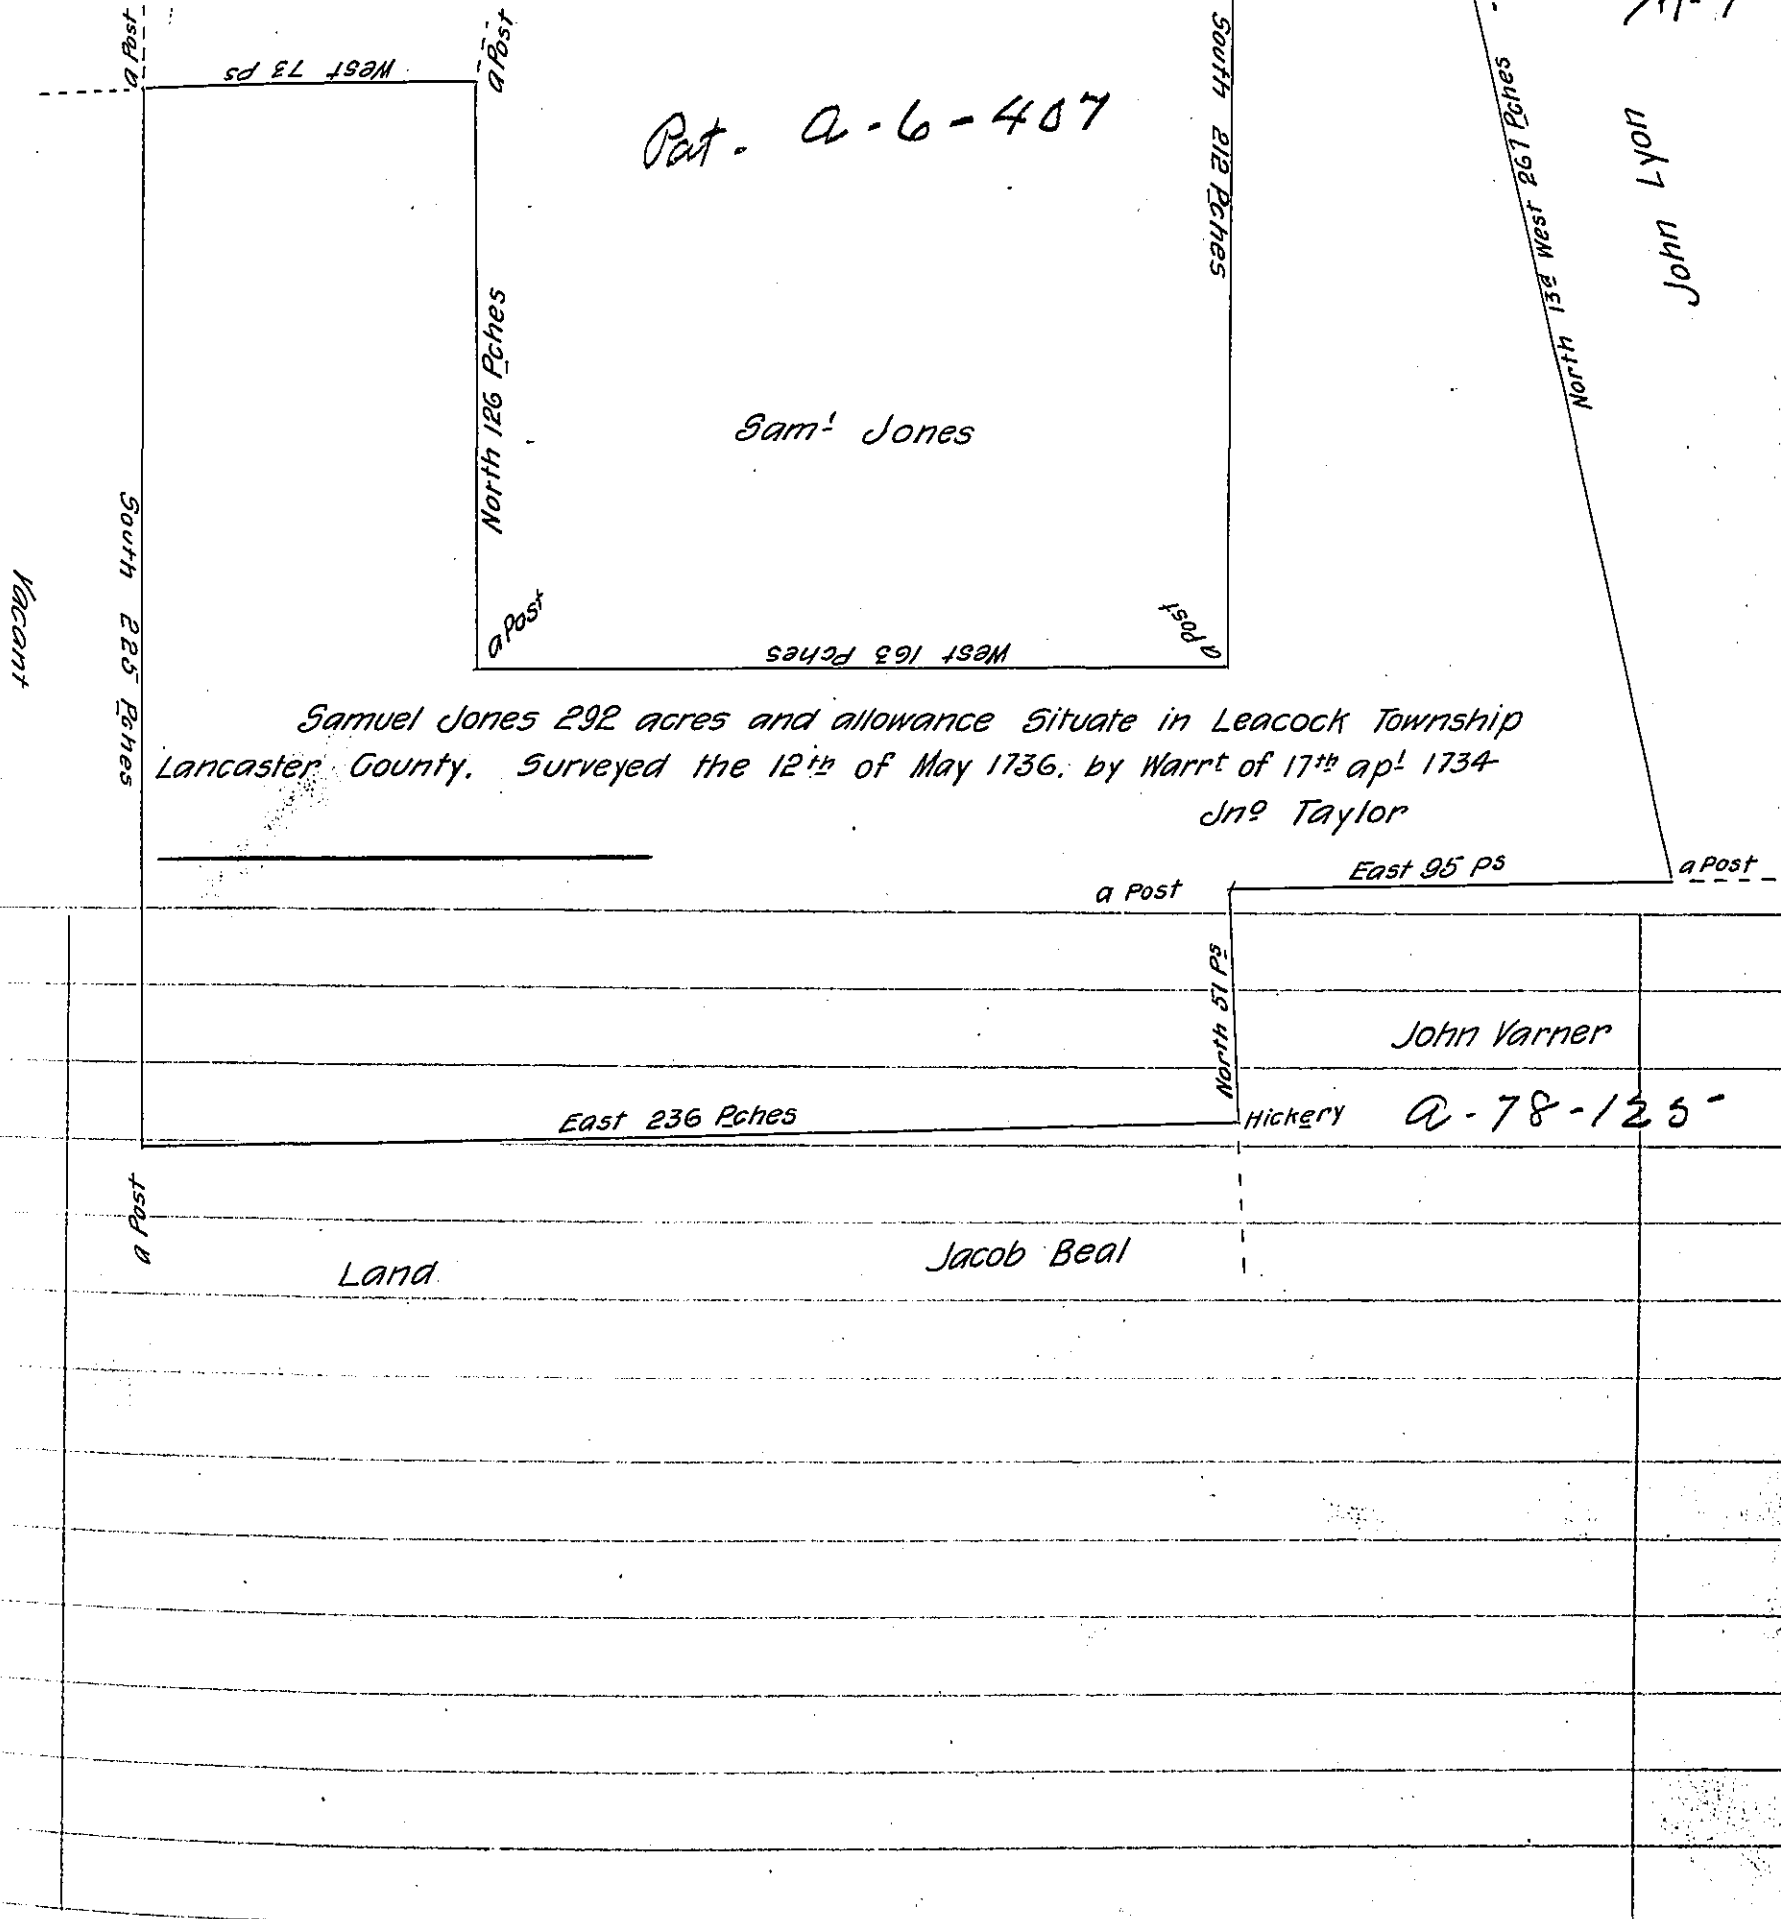 a Post
West 73 ps
a Post
Pat. A-6-407
South 212 Pches
North 13d West 267 Pches
John Lyon
North 126 Pches
Saml Jones
South 225 Pches
Vacant
a Post
West 163 Pches
a Post
Samuel Jones 292 acres and allowance Situate in Leacock Township
Lancaster County. Surveyed the 12th of May 1736. by Warrt of 17th apl 1734
Jno Taylor
East 95 ps
a Post
a Post
North 51 Ps
John Varner
East 236 Pches
Hickery
A-78-125
a Post
Land
Jacob Beal